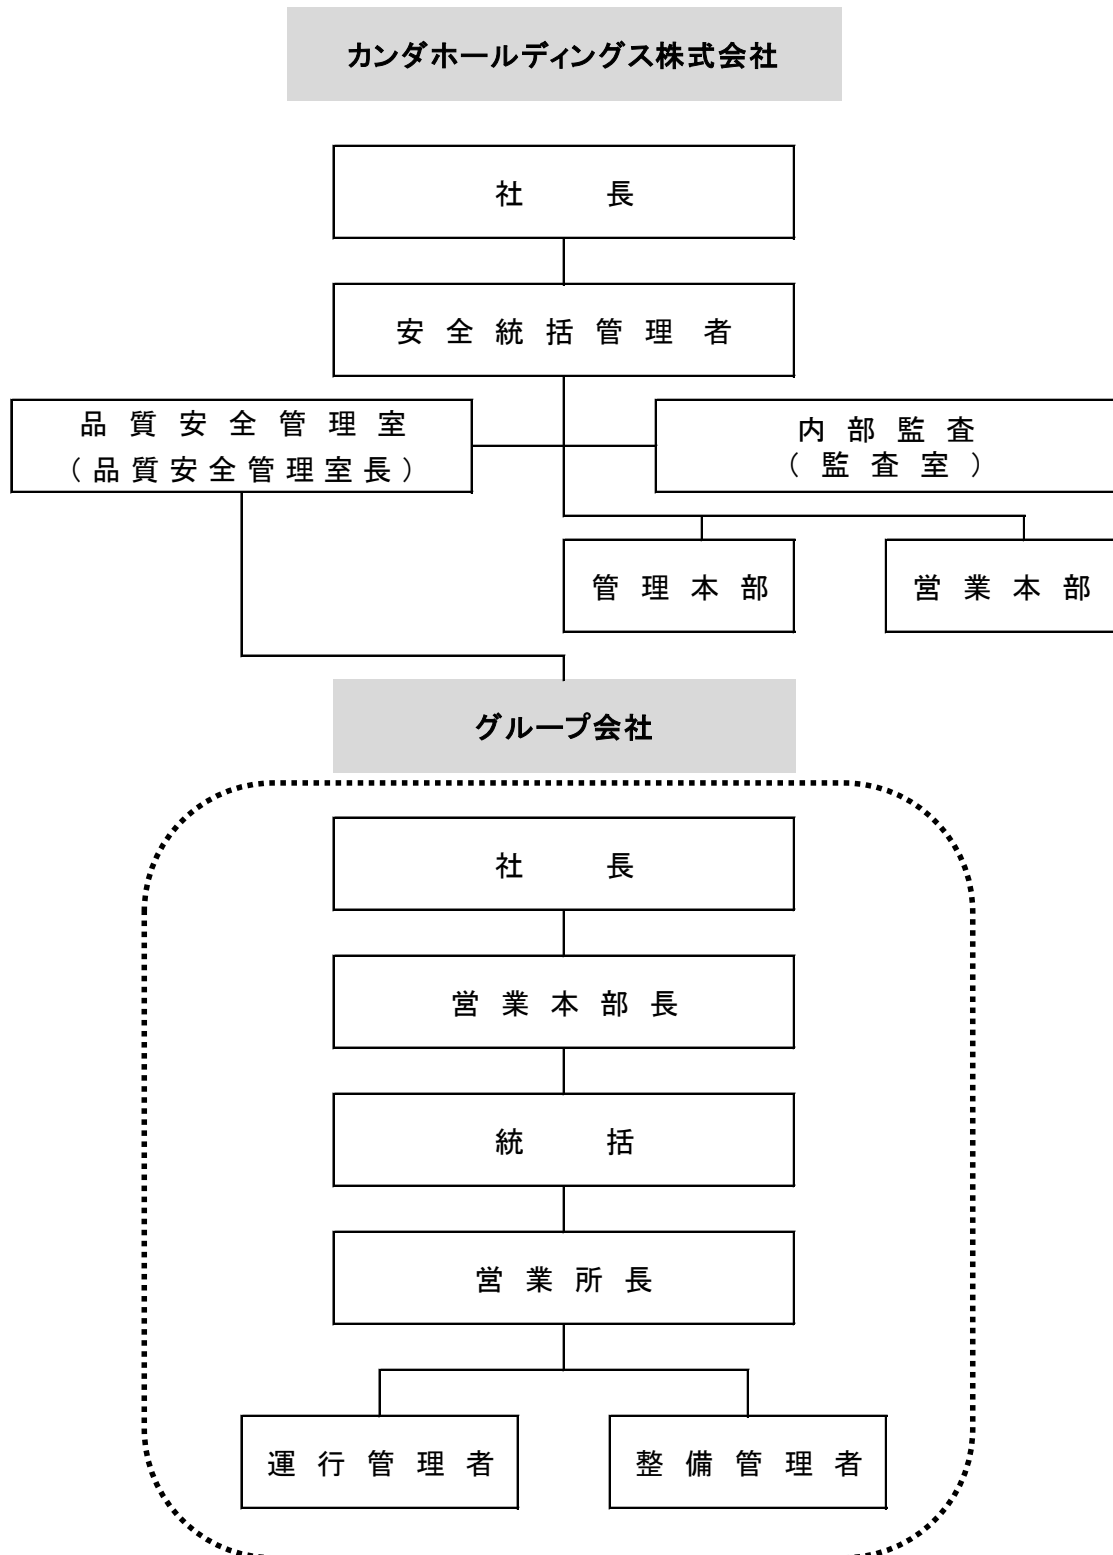 カンダホールディングス株式会社
社長
安全統括管理者
品質安全管理室
（品質安全管理室長）
内部監査
（監査室）
管理本部
営業本部
グループ会社
社長
営業本部長
統括
営業所長
運行管理者
整備管理者